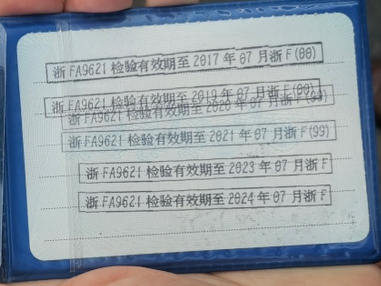 浙 FA9621 检验有效期至 2017 年 07 月浙 F(00)
浙 FA9621 检验有效期至 2019 年 07 月浙 F(00)
浙 FA9621 检验有效期至 2020 年 07 月浙 F(99)
浙 FA9621 检验有效期至 2021 年 07 月浙 F(99)
浙 FA9621 检验有效期至 2023 年 07 月浙 F
浙 FA9621 检验有效期至 2024 年 07 月浙 F